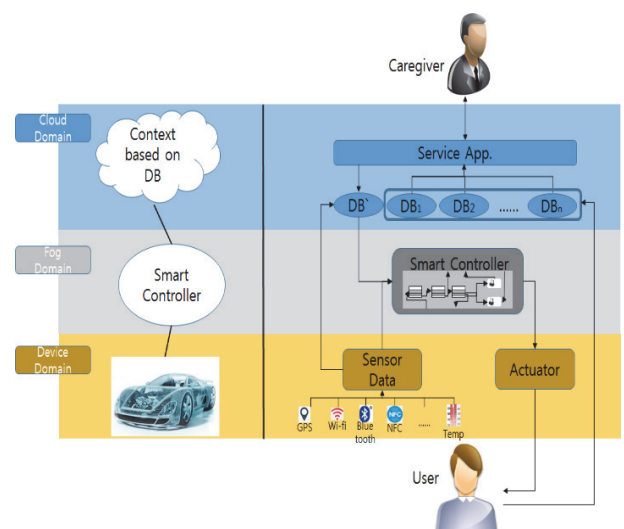 Caregiver
Cloud
Domain
Context
based on
DB
Service App.
DB`
DB1
DB2
......
DBn
Fog
Domain
Smart
Controller
Smart Controller
Device
Domain
Sensor
Data
Actuator
GPS
Wi-fi
Blue
tooth
NFC
NFC
......
Temp
User